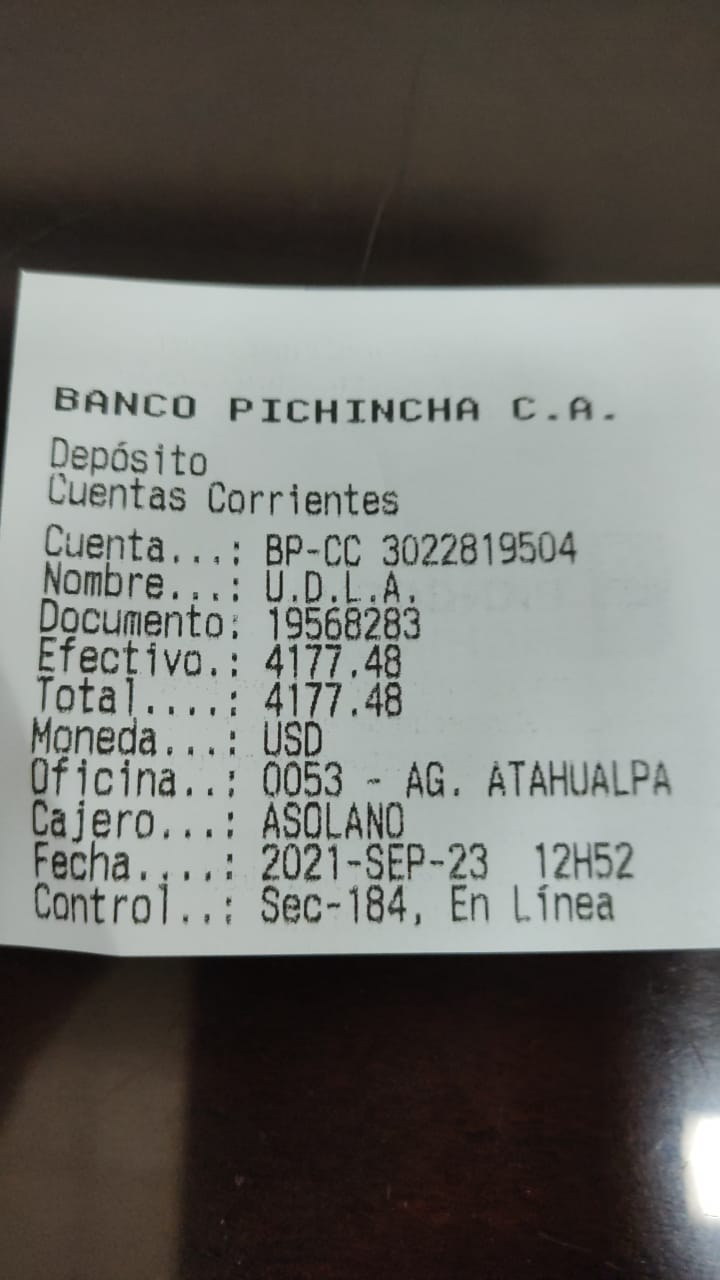 BANCO PICHINCHA C.A.
Depósito
Cuentas Corrientes
Cuenta...: BP-CC 3022819504
Nombre...: U.D.L.A.
Documento: 19568283
Efectivo.: 4177.48
Total....: 4177.48
Moneda...: USD
Oficina..: 0053 - AG. ATAHUALPA
Cajero...: ASOLANO
Fecha....: 2021-SEP-23 12H52
Control..: Sec-184, En Línea